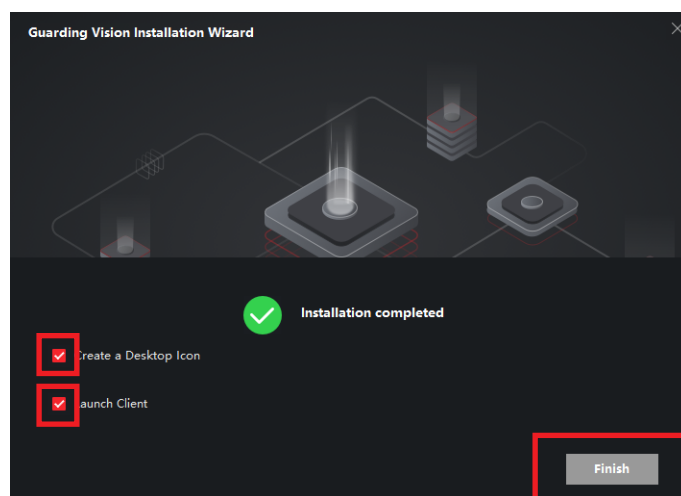 Guarding Vision Installation Wizard
Installation completed
Create a Desktop Icon
Launch Client
Finish